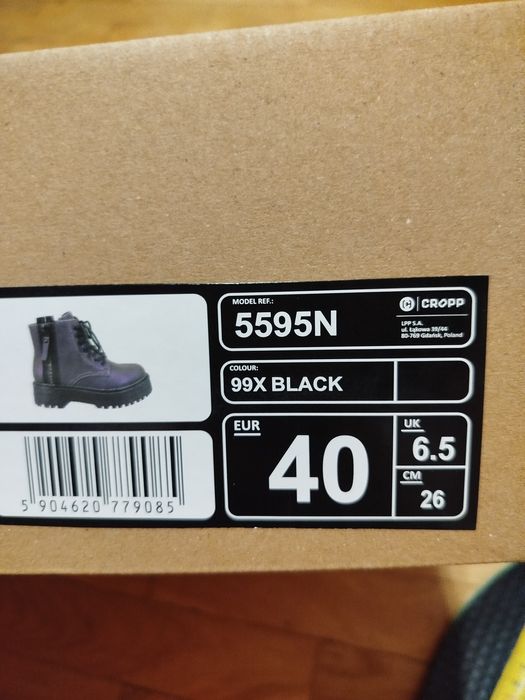 MODEL REF.:
5595N
C CROPP
LPP S.A.
ul. Łąkowa 39/44
80-769 Gdańsk, Poland
COLOUR:
99X BLACK
EUR
40
UK
6.5
CM
26
5 904620 779085